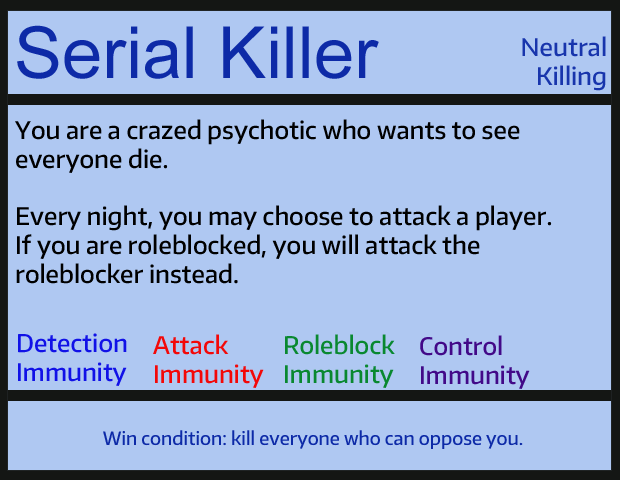 Serial Killer
Neutral
Killing
You are a crazed psychotic who wants to see
everyone die.
Every night, you may choose to attack a player.
If you are roleblocked, you will attack the
roleblocker instead.
Detection
Immunity
Attack
Immunity
Roleblock
Immunity
Control
Immunity
Win condition: kill everyone who can oppose you.